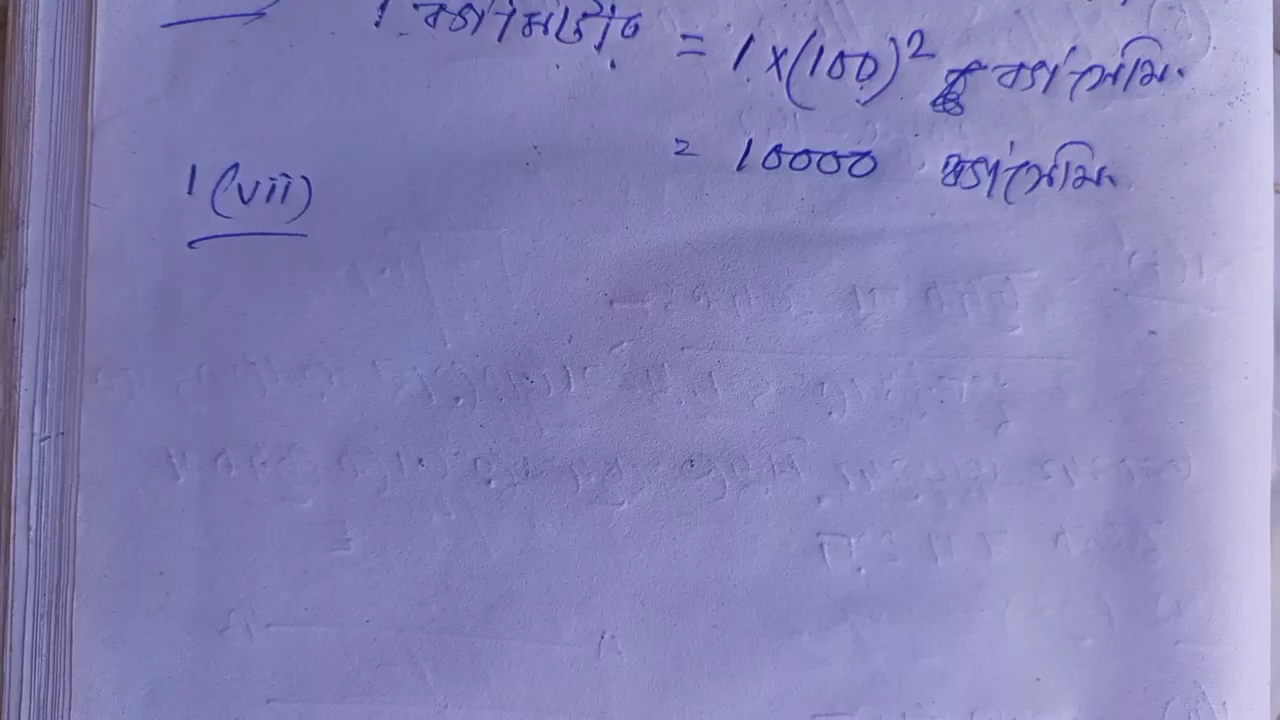 1 বর্গমিটার = 1×(100)² বর্গসেমি.
= 10000 বর্গসেমি.
1(vii)